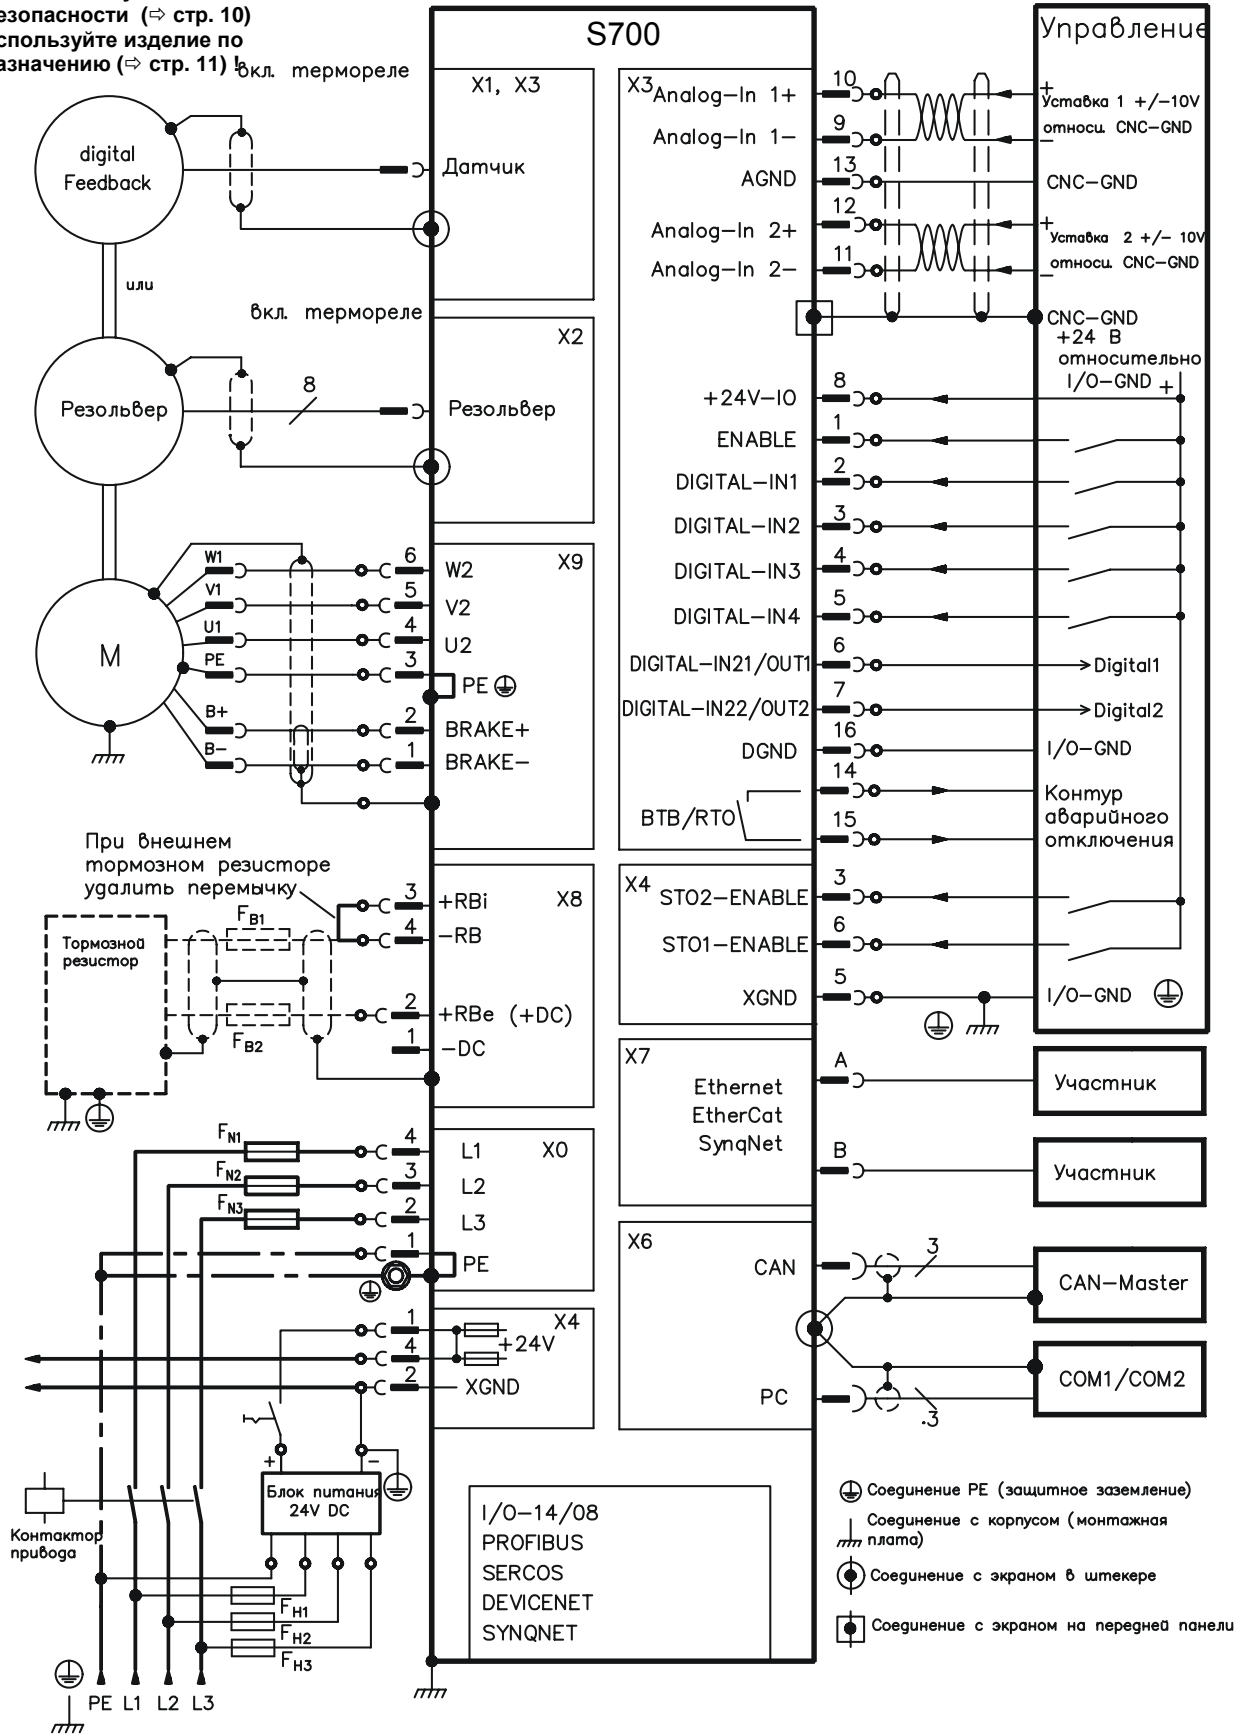 езопасности (⇨ стр. 10)
спользуйте изделие по
азначению (⇨ стр. 11) !
S700
Управление
вкл. термореле
X1, X3
digital
Feedback
Датчик
или
вкл. термореле
X2
Резольвер
8
Резольвер
X9
W1
6
W2
V1
5
V2
U1
4
U2
PE
3
PE
M
B+
2
BRAKE+
B-
1
BRAKE-
При внешнем
тормозном резисторе
удалить перемычку
X8
3
+RBi
FB1
4
-RB
Тормозной
резистор
2
+RBe (+DC)
FB2
1
-DC
X0
FN1
4
L1
FN2
3
L2
FN3
2
L3
1
PE
X4
1
+24V
4
2
XGND
+
-
Блок питания
24V DC
Контактор
привода
FH1
FH2
FH3
PE L1 L2 L3
X3
Analog-In 1+
10
+
Уставка 1 +/-10V
Analog-In 1-
9
относи. CNC-GND
-
AGND
13
CNC-GND
Analog-In 2+
12
+
Уставка 2 +/- 10V
Analog-In 2-
11
относи. CNC-GND
-
CNC-GND
+24 В
относительно
I/O-GND +
+24V-IO
8
ENABLE
1
DIGITAL-IN1
2
DIGITAL-IN2
3
DIGITAL-IN3
4
DIGITAL-IN4
5
DIGITAL-IN21/OUT1
6
Digital1
DIGITAL-IN22/OUT2
7
Digital2
DGND
16
I/O-GND
14
BTB/RTO
15
Контур
аварийного
отключения
X4
STO2-ENABLE
3
STO1-ENABLE
6
XGND
5
I/O-GND
X7
Ethernet
EtherCat
SynqNet
A
Участник
B
Участник
X6
CAN
3
CAN-Master
PC
.3
COM1/COM2
I/O-14/08
PROFIBUS
SERCOS
DEVICENET
SYNQNET
Соединение PE (защитное заземление)
Соединение с корпусом (монтажная
плата)
Соединение с экраном в штекере
Соединение с экраном на передней панели